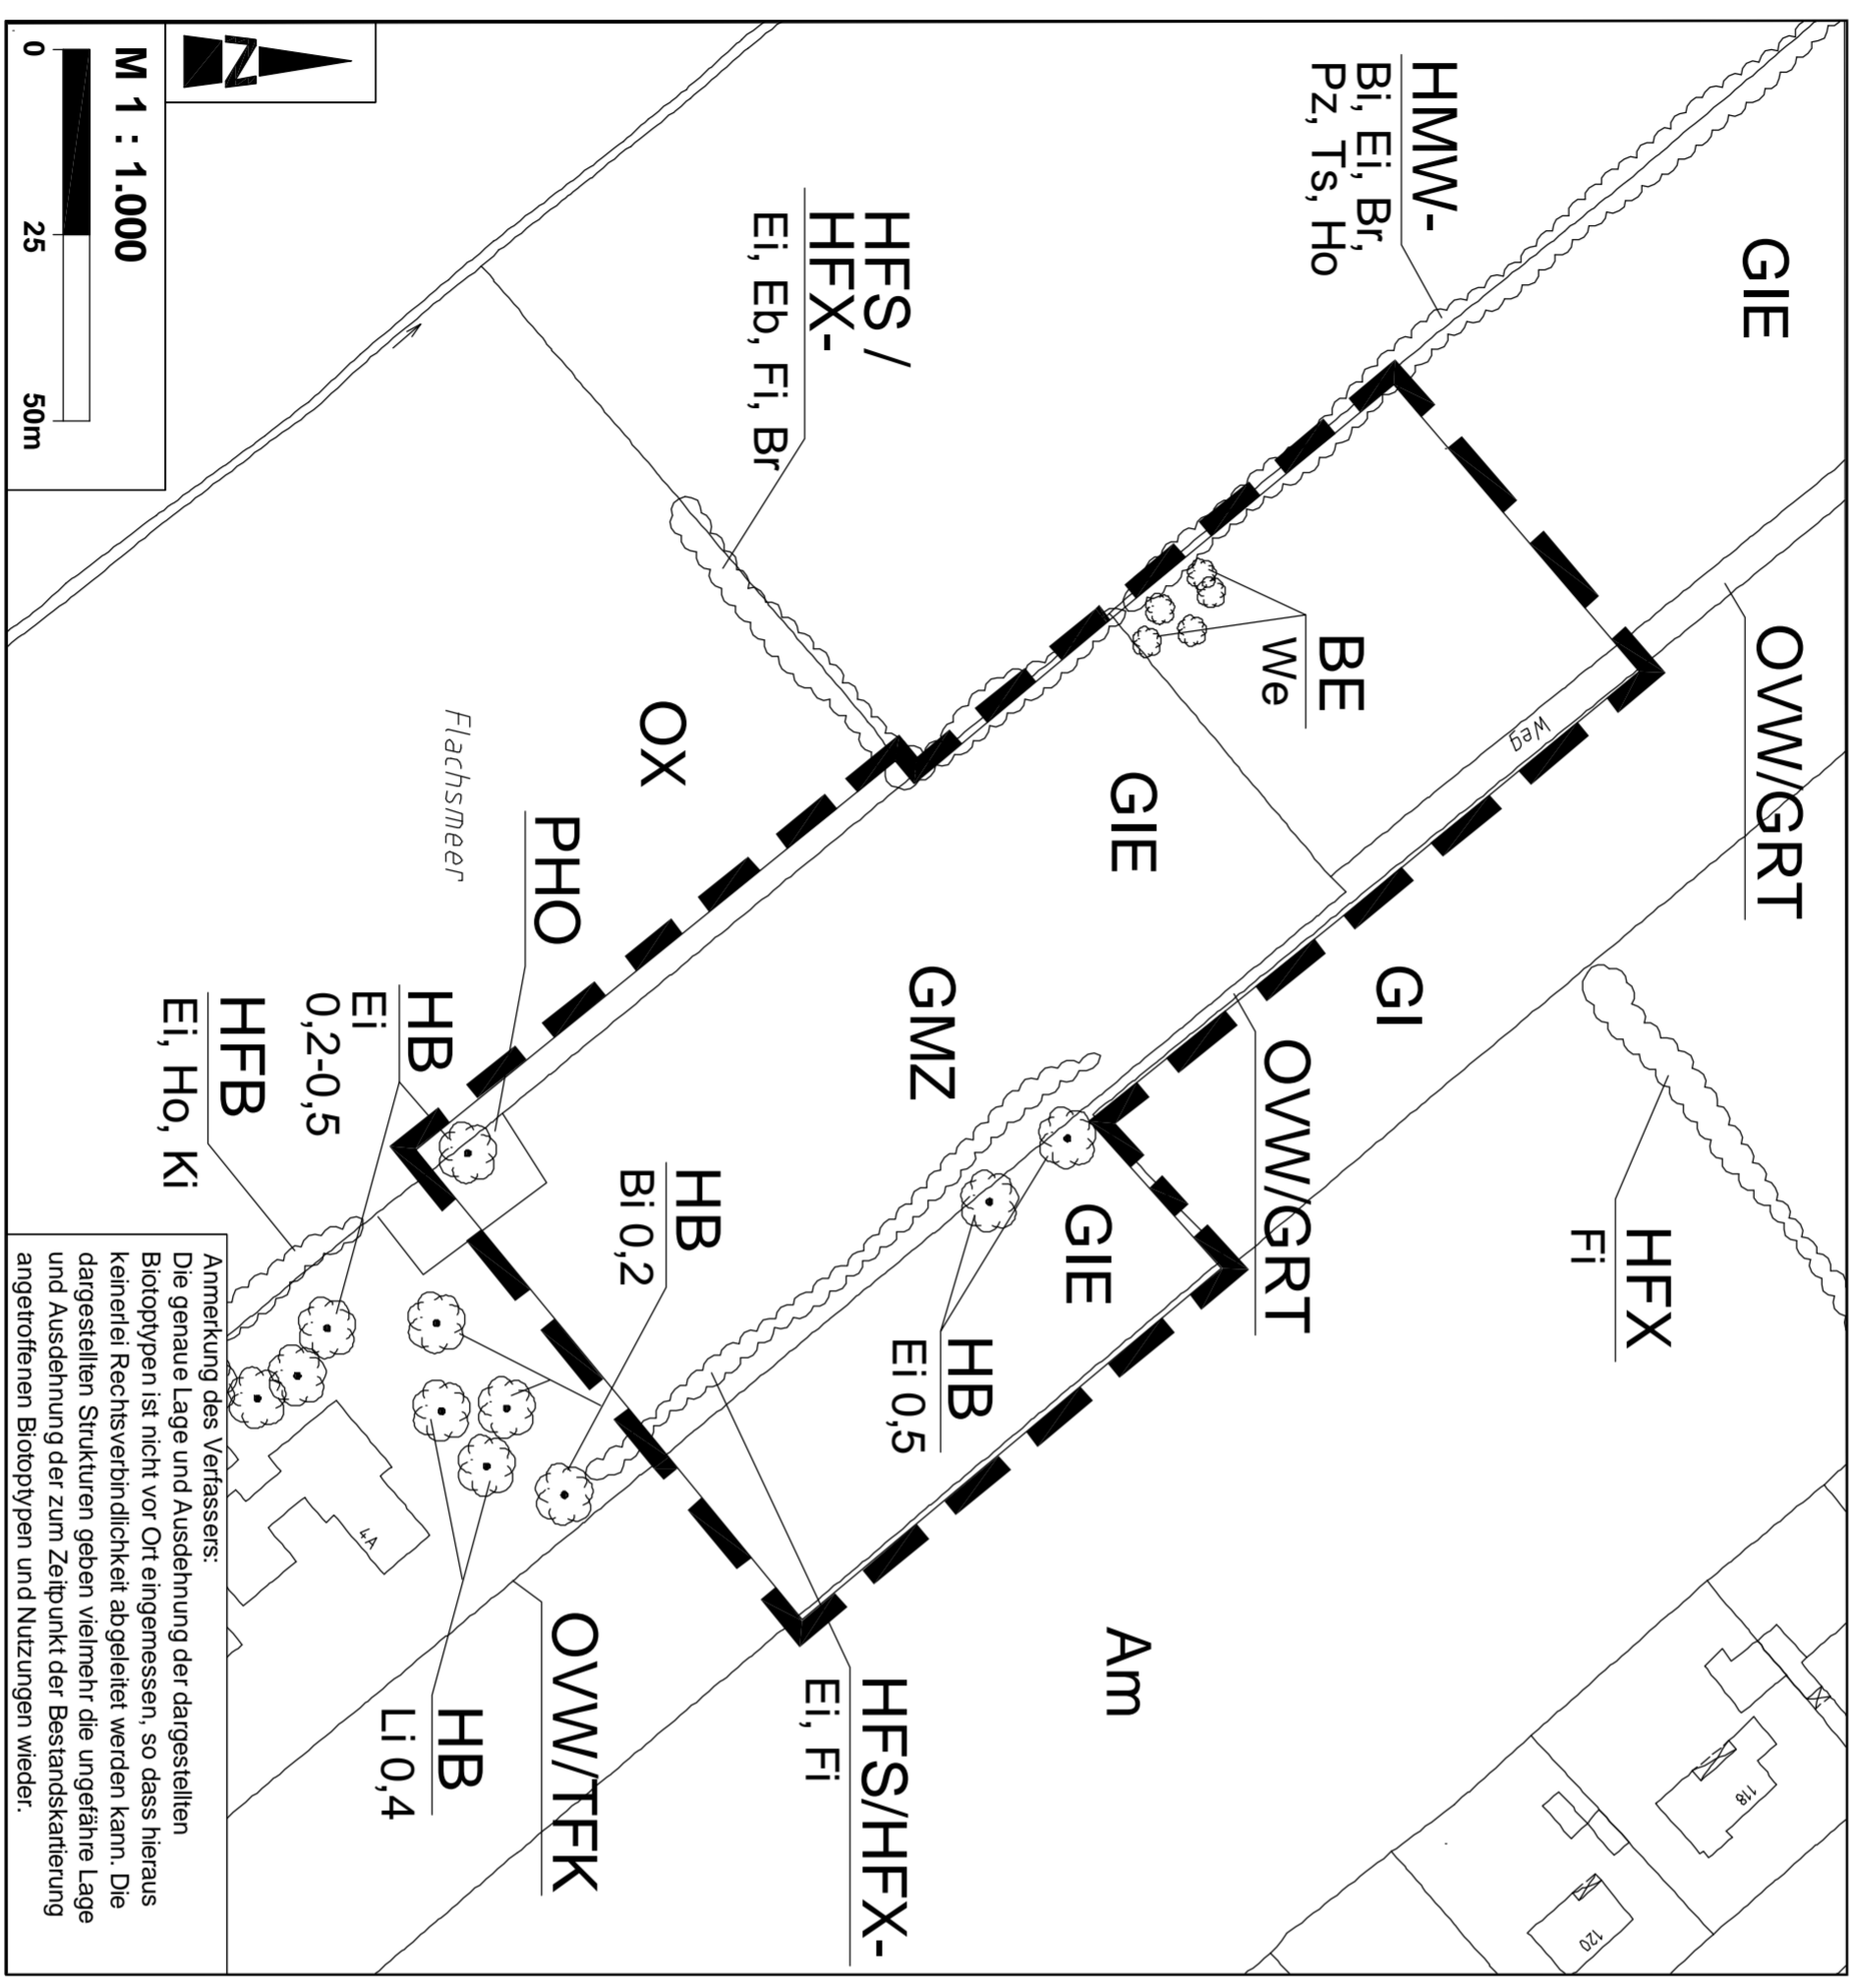 GIE
OVW/GRT
HMW-
Bi, Ei, Br,
Pz, Ts, Ho
BE
We
Weg
GI
HFX
Fi
HFS /
HFX-
Ei, Eb, Fi, Br
GIE
OVW/GRT
118
120
OX
GMZ
GIE
HB
Ei 0,5
Am
Flachsmeer
PHO
HB
Bi 0,2
HFS/HFX-
Ei, Fi
HB
Ei
0,2-0,5
OVW/TFK
HFB
Ei, Ho, Ki
4A
HB
Li 0,4
N
M 1 : 1.000
0
25
50m
Anmerkung des Verfassers:
Die genaue Lage und Ausdehnung der dargestellten
Biotoptypen ist nicht vor Ort eingemessen, so dass hieraus
keinerlei Rechtsverbindlichkeit abgeleitet werden kann. Die
dargestellten Strukturen geben vielmehr die ungefähre Lage
und Ausdehnung der zum Zeitpunkt der Bestandskartierung
angetroffenen Biotoptypen und Nutzungen wieder.